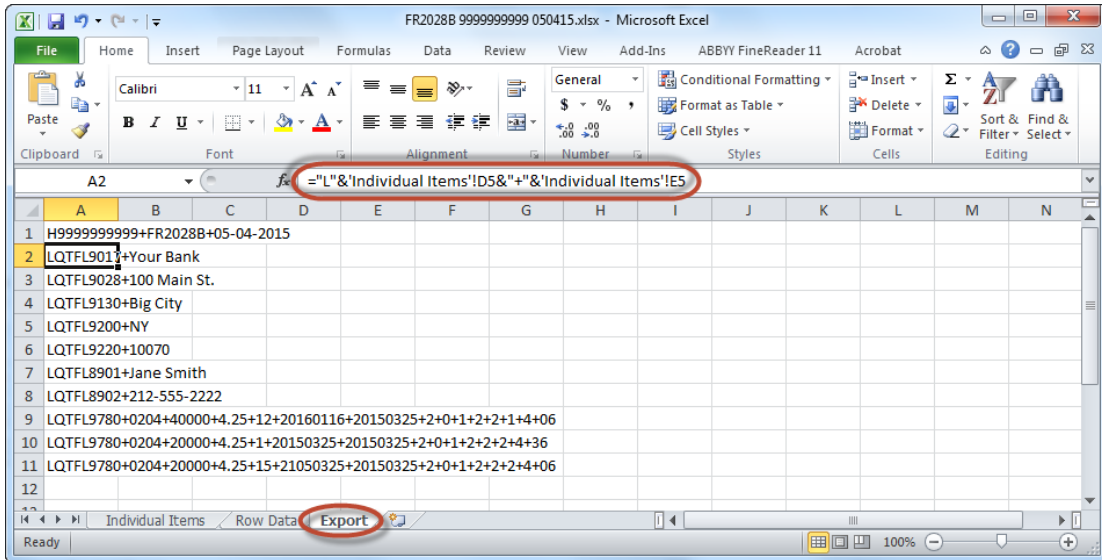 FR2028B 9999999999 050415.xlsx - Microsoft Excel
File Home Insert Page Layout Formulas Data Review View Add-Ins ABBYY FineReader 11 Acrobat
Paste
Calibri 11
B I U
General
$ % ,
Conditional Formatting
Format as Table
Cell Styles
Insert
Delete
Format
Sort & Filter
Find & Select
Clipboard Font Alignment Number Styles Cells Editing
A2 fx ="L"&'Individual Items'!D5&"+"&'Individual Items'!E5
A B C D E F G H I J K L M N
1 H9999999999+FR2028B+05-04-2015
2 LQTFL9017+Your Bank
3 LQTFL9028+100 Main St.
4 LQTFL9130+Big City
5 LQTFL9200+NY
6 LQTFL9220+10070
7 LQTFL8901+Jane Smith
8 LQTFL8902+212-555-2222
9 LQTFL9780+0204+40000+4.25+12+20160116+20150325+2+0+1+2+2+1+4+06
10 LQTFL9780+0204+20000+4.25+1+20150325+20150325+2+0+1+2+2+2+4+36
11 LQTFL9780+0204+20000+4.25+15+21050325+20150325+2+0+1+2+2+2+4+06
12
Individual Items Row Data Export
Ready 100%